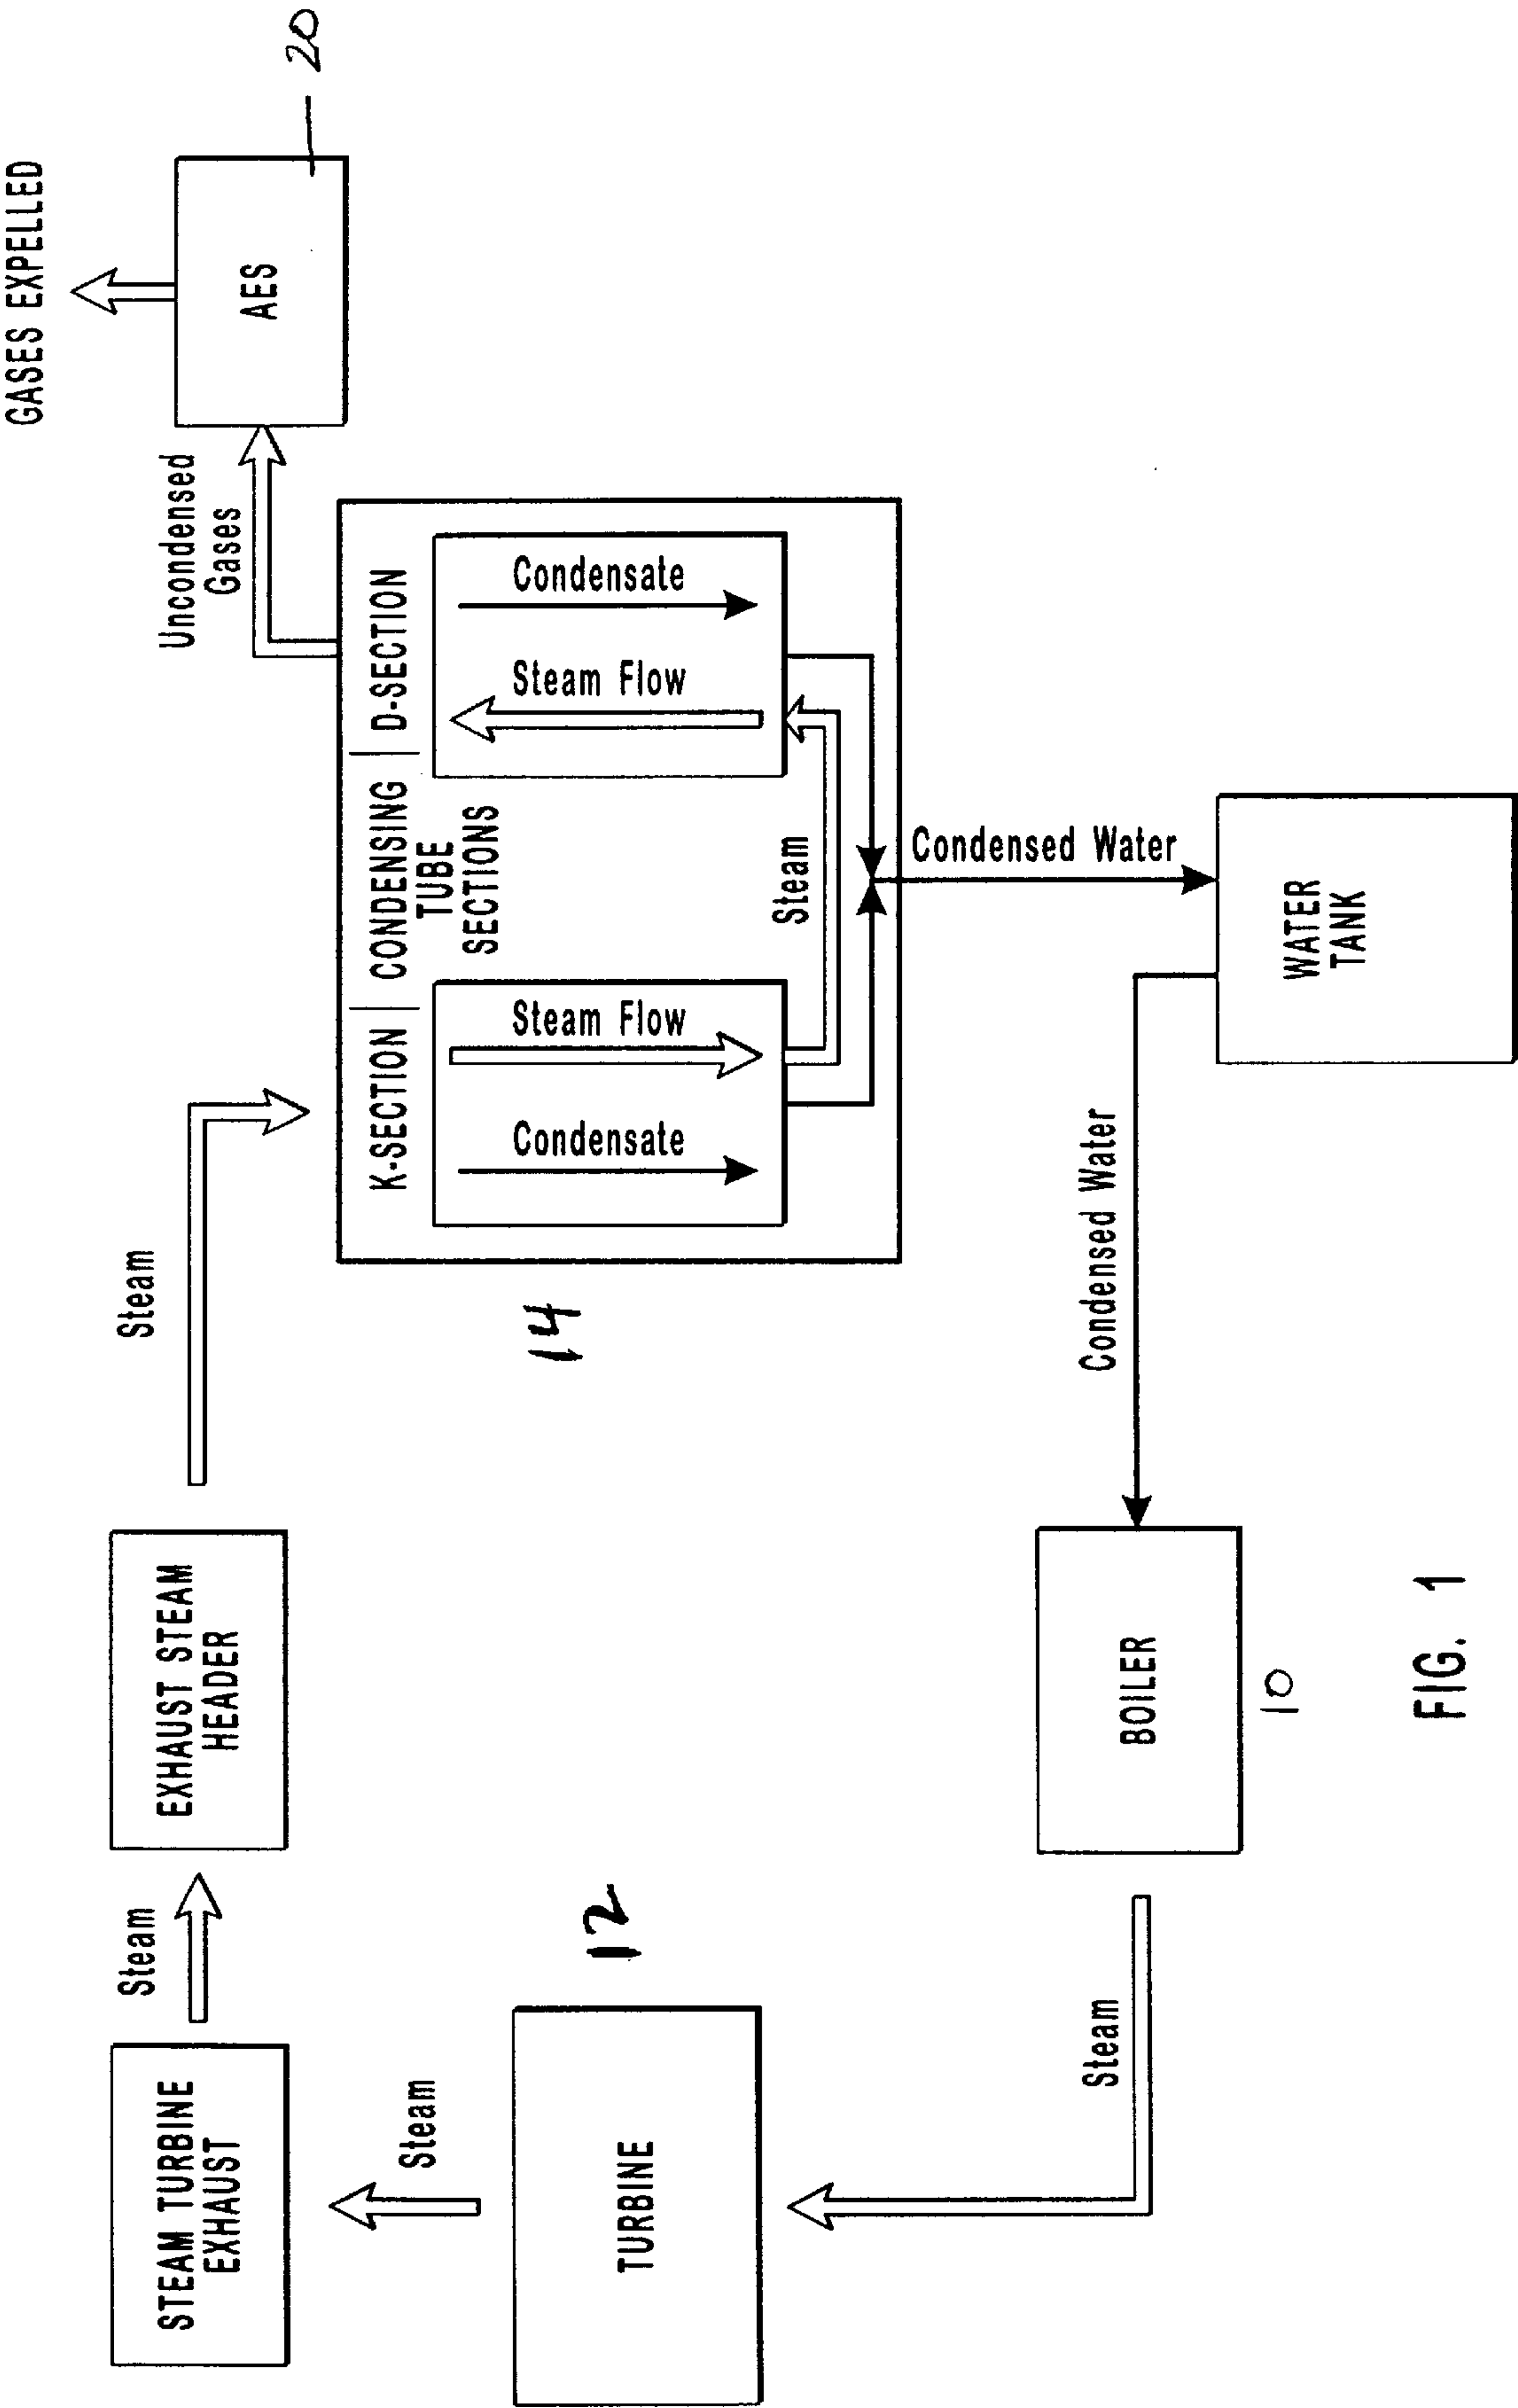 GASES EXPELLED
AES
20
Uncondensed
Gases
Steam
Steam
STEAM TURBINE
EXHAUST
EXHAUST STEAM
HEADER
Steam
TURBINE
12
14
K-SECTION
CONDENSING
TUBE
SECTIONS
D-SECTION
Condensate
Steam Flow
Steam Flow
Condensate
Steam
Condensed Water
Condensed Water
Steam
BOILER
10
WATER
TANK
FIG. 1